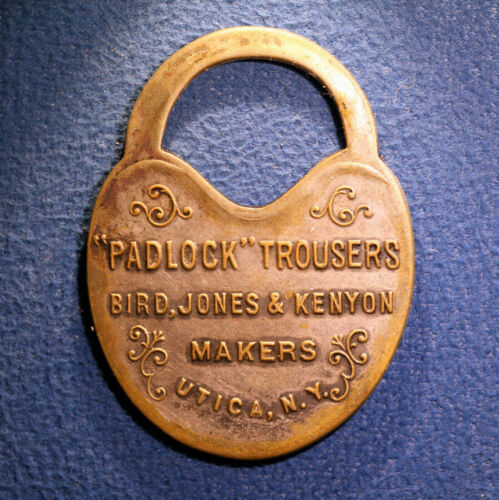 "PADLOCK" TROUSERS
BIRD, JONES & KENYON
MAKERS
UTICA, N.Y.